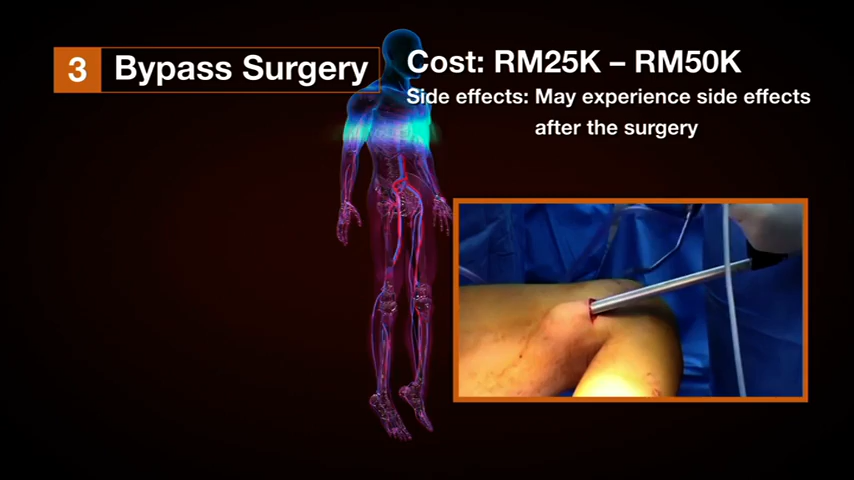 3 Bypass Surgery
Cost: RM25K – RM50K
Side effects: May experience side effects
after the surgery